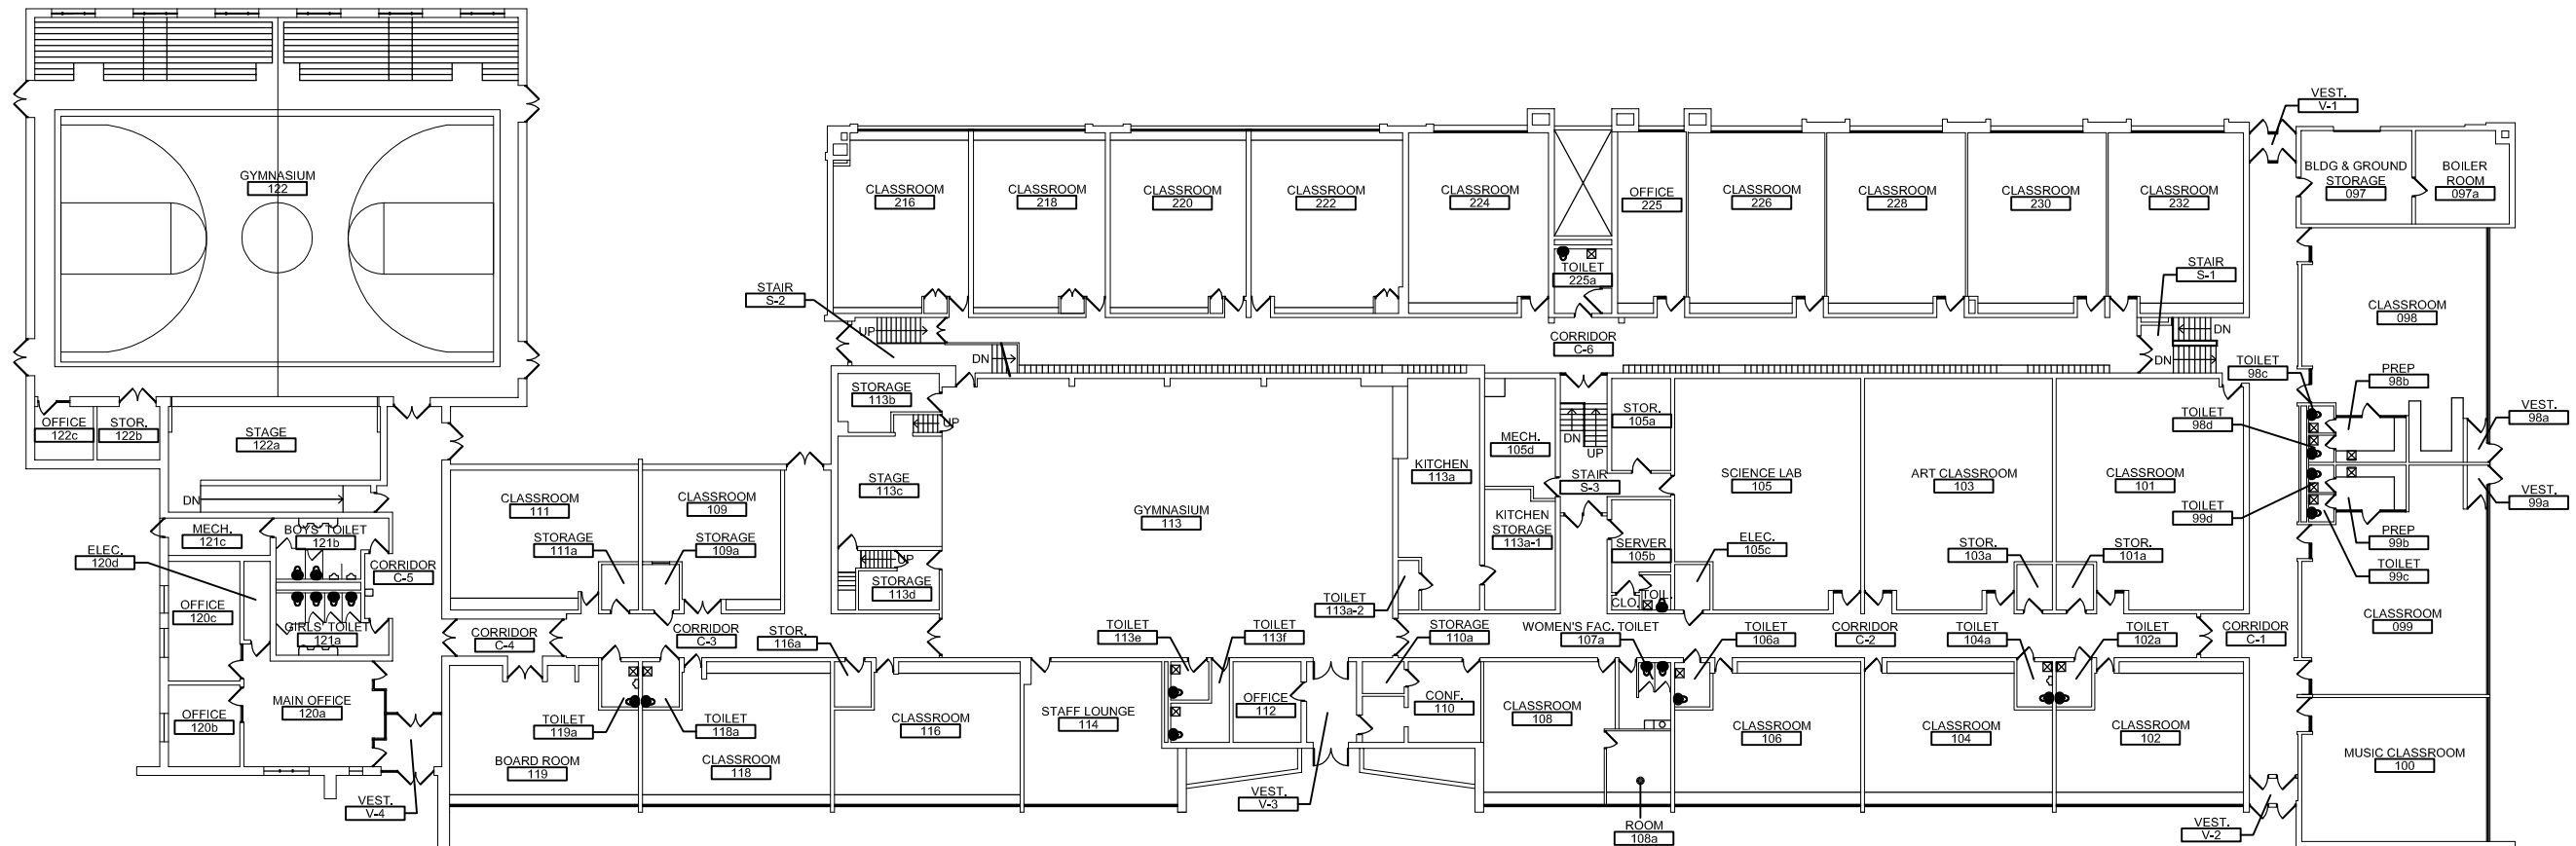 GYMNASIUM
122
OFFICE
122c
STOR.
122b
STAGE
122a
DN
MECH.
121c
BOYS' TOILET
121b
ELEC.
120d
CORRIDOR
C-5
OFFICE
120c
GIRLS' TOILET
121a
OFFICE
120b
MAIN OFFICE
120a
VEST.
V-4
CLASSROOM
216
CLASSROOM
218
CLASSROOM
220
CLASSROOM
222
CLASSROOM
224
OFFICE
225
TOILET
225a
CLASSROOM
226
CLASSROOM
228
CLASSROOM
230
CLASSROOM
232
VEST.
V-1
BLDG & GROUND
STORAGE
097
BOILER
ROOM
097a
STAIR
S-2
UP
DN
CORRIDOR
C-6
STAIR
S-1
DN
DN
CLASSROOM
098
TOILET
98c
PREP
98b
TOILET
98d
VEST.
98a
VEST.
99a
TOILET
99d
PREP
99b
TOILET
99c
CLASSROOM
099
MUSIC CLASSROOM
100
STORAGE
113b
UP
STAGE
113c
UP
STORAGE
113d
CLASSROOM
111
CLASSROOM
109
STORAGE
111a
STORAGE
109a
GYMNASIUM
113
KITCHEN
113a
MECH.
105d
DN
UP
STAIR
S-3
KITCHEN
STORAGE
113a-1
STOR.
105a
SERVER
105b
CLO.
TOIL.
SCIENCE LAB
105
ELEC.
105c
ART CLASSROOM
103
STOR.
103a
CLASSROOM
101
STOR.
101a
CORRIDOR
C-4
CORRIDOR
C-3
STOR.
116a
TOILET
113e
TOILET
113f
TOILET
113a-2
STORAGE
110a
WOMEN'S FAC. TOILET
107a
TOILET
106a
CORRIDOR
C-2
TOILET
104a
TOILET
102a
CORRIDOR
C-1
TOILET
119a
TOILET
118a
BOARD ROOM
119
CLASSROOM
118
CLASSROOM
116
STAFF LOUNGE
114
OFFICE
112
VEST.
V-3
CONF.
110
CLASSROOM
108
ROOM
108a
CLASSROOM
106
CLASSROOM
104
CLASSROOM
102
VEST.
V-2